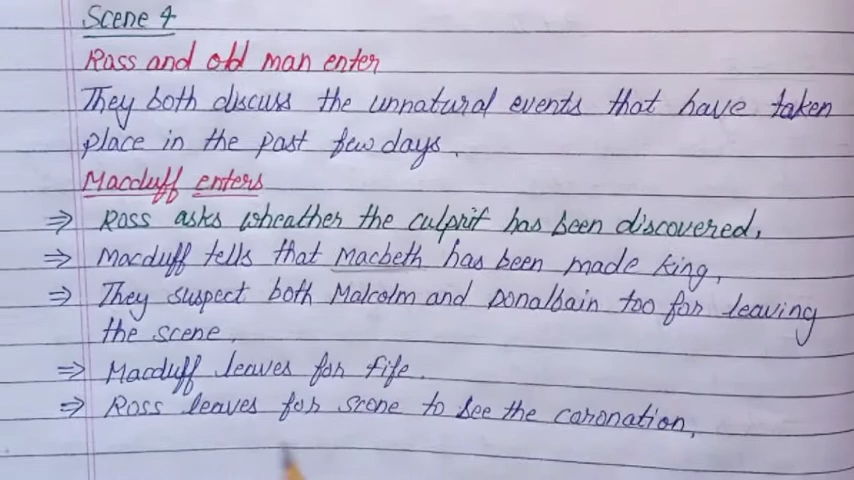 Scene 4
Ross and old man enter
They both discuss the unnatural events that have taken
place in the past few days.
Macduff enters
⇒ Ross asks wheather the culprit has been discovered.
⇒ Macduff tells that Macbeth has been made king.
⇒ They suspect both Malcolm and Donalbain too for leaving
the scene.
⇒ Macduff leaves for Fife.
⇒ Ross leaves for scone to see the coronation.